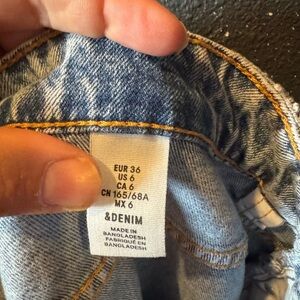 EUR 36
US 6
CA 6
CN 165/68A
MX 6
&DENIM
MADE IN
BANGLADESH
FABRIQUÉ EN
BANGLADESH